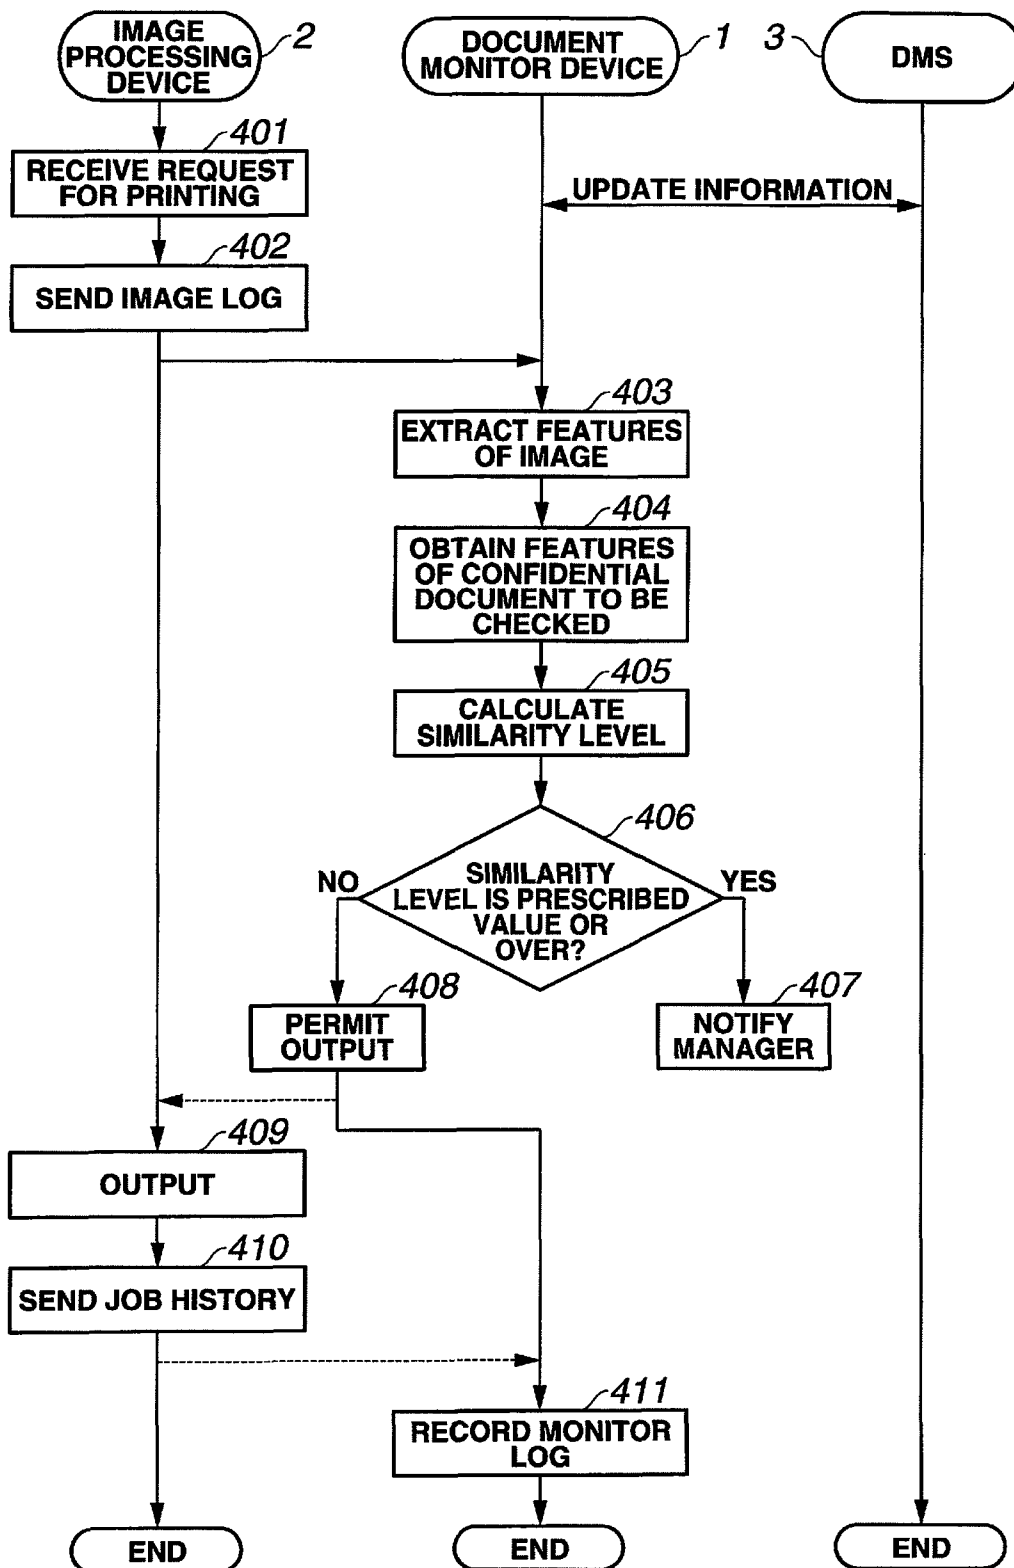 IMAGE
PROCESSING
DEVICE
2
DOCUMENT
MONITOR DEVICE
1
3
DMS
401
RECEIVE REQUEST
FOR PRINTING
UPDATE INFORMATION
402
SEND IMAGE LOG
403
EXTRACT FEATURES
OF IMAGE
404
OBTAIN FEATURES
OF CONFIDENTIAL
DOCUMENT TO BE
CHECKED
405
CALCULATE
SIMILARITY LEVEL
406
NO
SIMILARITY
LEVEL IS PRESCRIBED
VALUE OR
OVER?
YES
408
PERMIT
OUTPUT
407
NOTIFY
MANAGER
409
OUTPUT
410
SEND JOB HISTORY
411
RECORD MONITOR
LOG
END
END
END